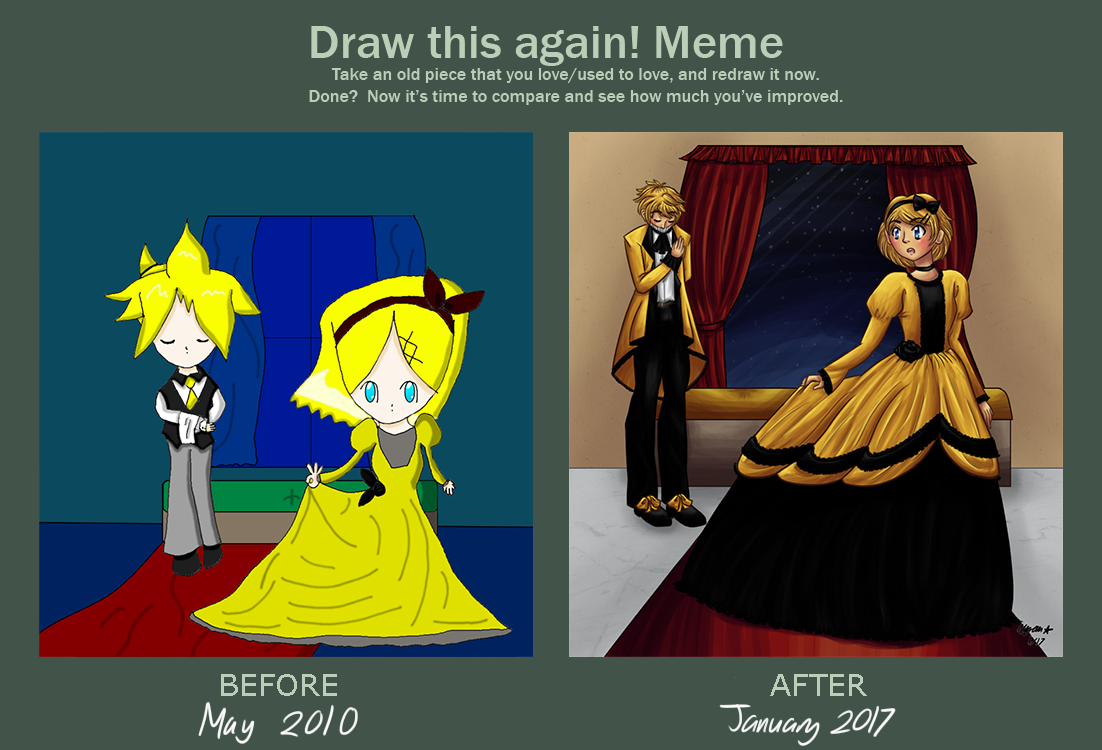 Draw this again! Meme
Take an old piece that you love/used to love, and redraw it now.
Done?  Now it's time to compare and see how much you've improved.
BEFORE
May 2010
AFTER
January 2017